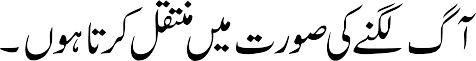 آگ لگنے کی صورت میں منتقل کرتا ہوں ۔